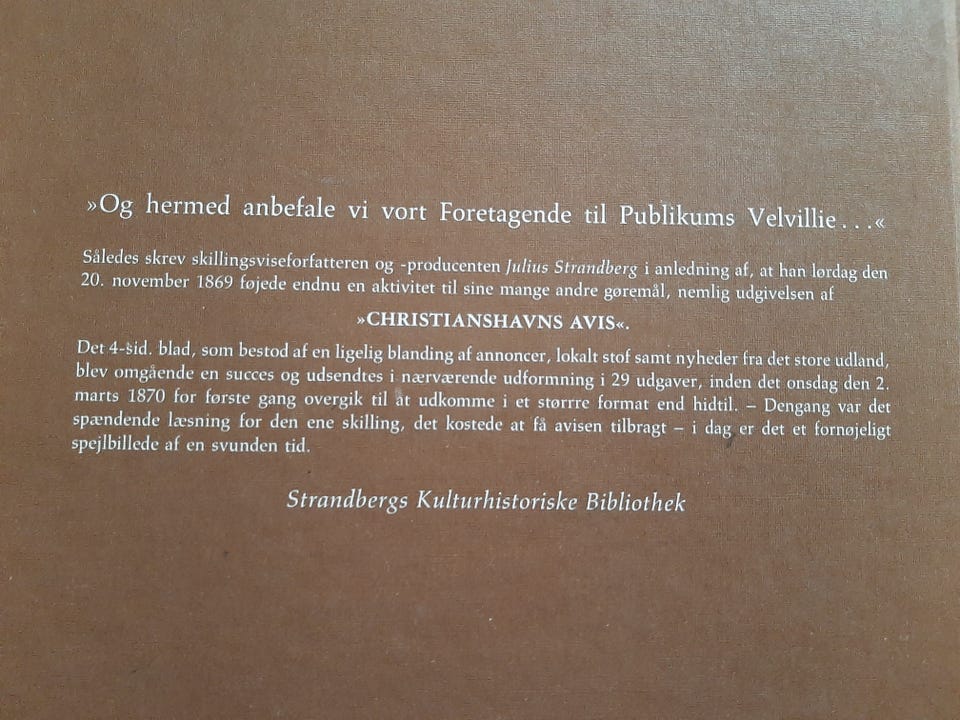 »Og hermed anbefale vi vort Foretagende til Publikums Velvillie . . .«
Således skrev skillingsviseforfatteren og -producenten Julius Strandberg i anledning af, at han lørdag den
20. november 1869 føjede endnu en aktivitet til sine mange andre gøremål, nemlig udgivelsen af
»CHRISTIANSHAVNS AVIS«.
Det 4-sid. blad, som bestod af en ligelig blanding af annoncer, lokalt stof samt nyheder fra det store udland,
blev omgående en succes og udsendtes i nærværende udformning i 29 udgaver, inden det onsdag den 2.
marts 1870 for første gang overgik til at udkomme i et størrre format end hidtil. – Dengang var det
spændende læsning for den ene skilling, det kostede at få avisen tilbragt – i dag er det et fornøjeligt
spejlbillede af en svunden tid.
Strandbergs Kulturhistoriske Bibliothek